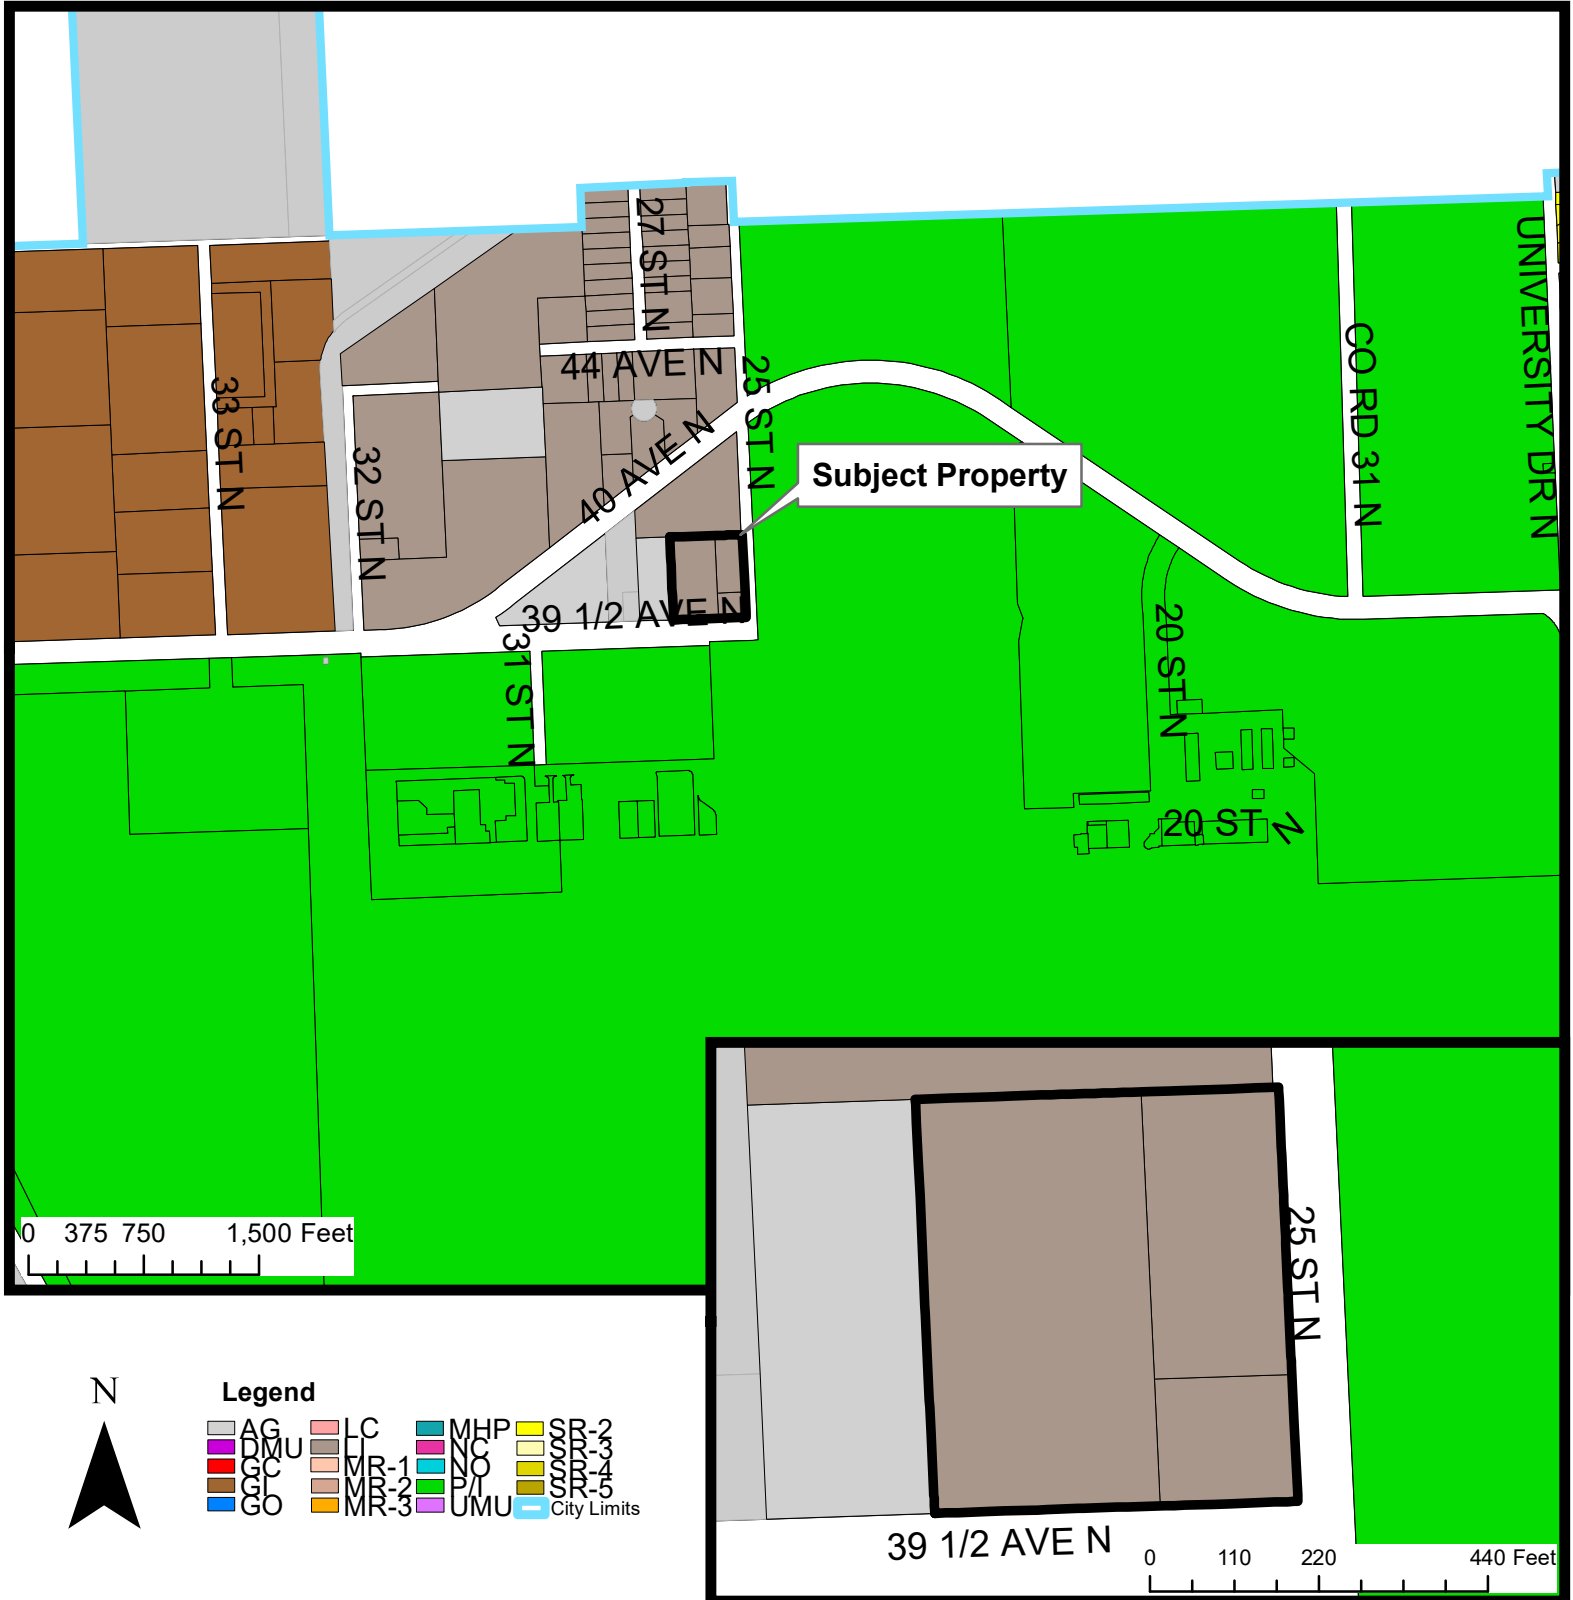 27 ST N
UNIVERSITY DR N
44 AVE N
25 ST N
CO RD 31 N
33 ST N
32 ST N
40 AVE N
Subject Property
39 1/2 AVE N
31 ST N
20 ST N
20 ST N
0 375 750 1,500 Feet
25 ST N
39 1/2 AVE N
0 110 220 440 Feet
N
Legend
AG LC MHP SR-2
DMU LI NC SR-3
GC MR-1 NO SR-4
GI MR-2 P/I SR-5
GO MR-3 UMU City Limits